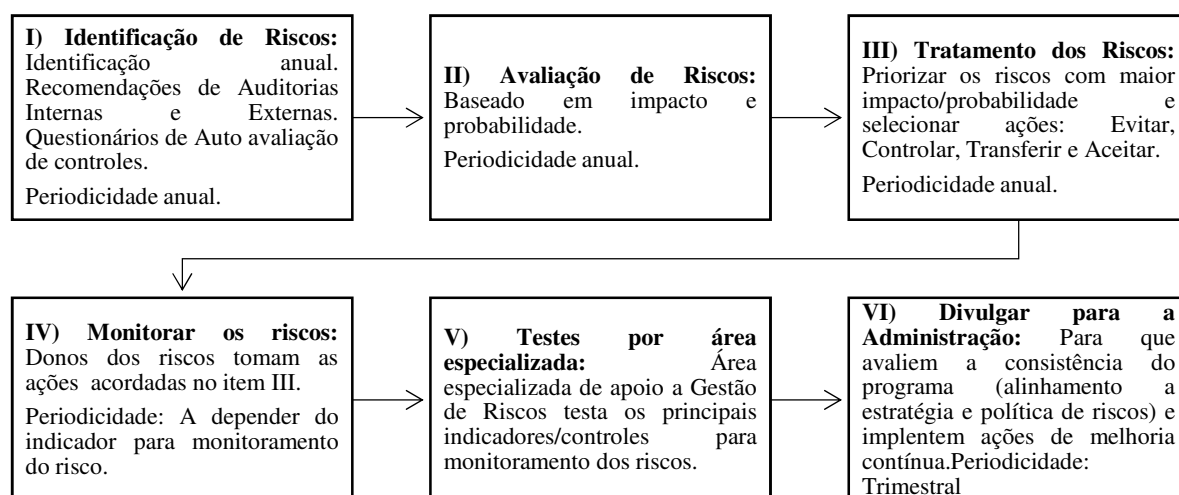 I) Identificação de Riscos:
Identificação anual.
Recomendações de Auditorias
Internas e Externas.
Questionários de Auto avaliação
de controles.
Periodicidade anual.
II) Avaliação de Riscos:
Baseado em impacto e
probabilidade.
Periodicidade anual.
III) Tratamento dos Riscos:
Priorizar os riscos com maior
impacto/probabilidade e
selecionar ações: Evitar,
Controlar, Transferir e Aceitar.
Periodicidade anual.
IV) Monitorar os riscos:
Donos dos riscos tomam as
ações acordadas no item III.
Periodicidade: A depender do
indicador para monitoramento
do risco.
V) Testes por área
especializada: Área
especializada de apoio a Gestão
de Riscos testa os principais
indicadores/controles para
monitoramento dos riscos.
VI) Divulgar para a
Administração: Para que
avaliem a consistência do
programa (alinhamento a
estratégia e política de riscos) e
implentem ações de melhoria
contínua.Periodicidade:
Trimestral